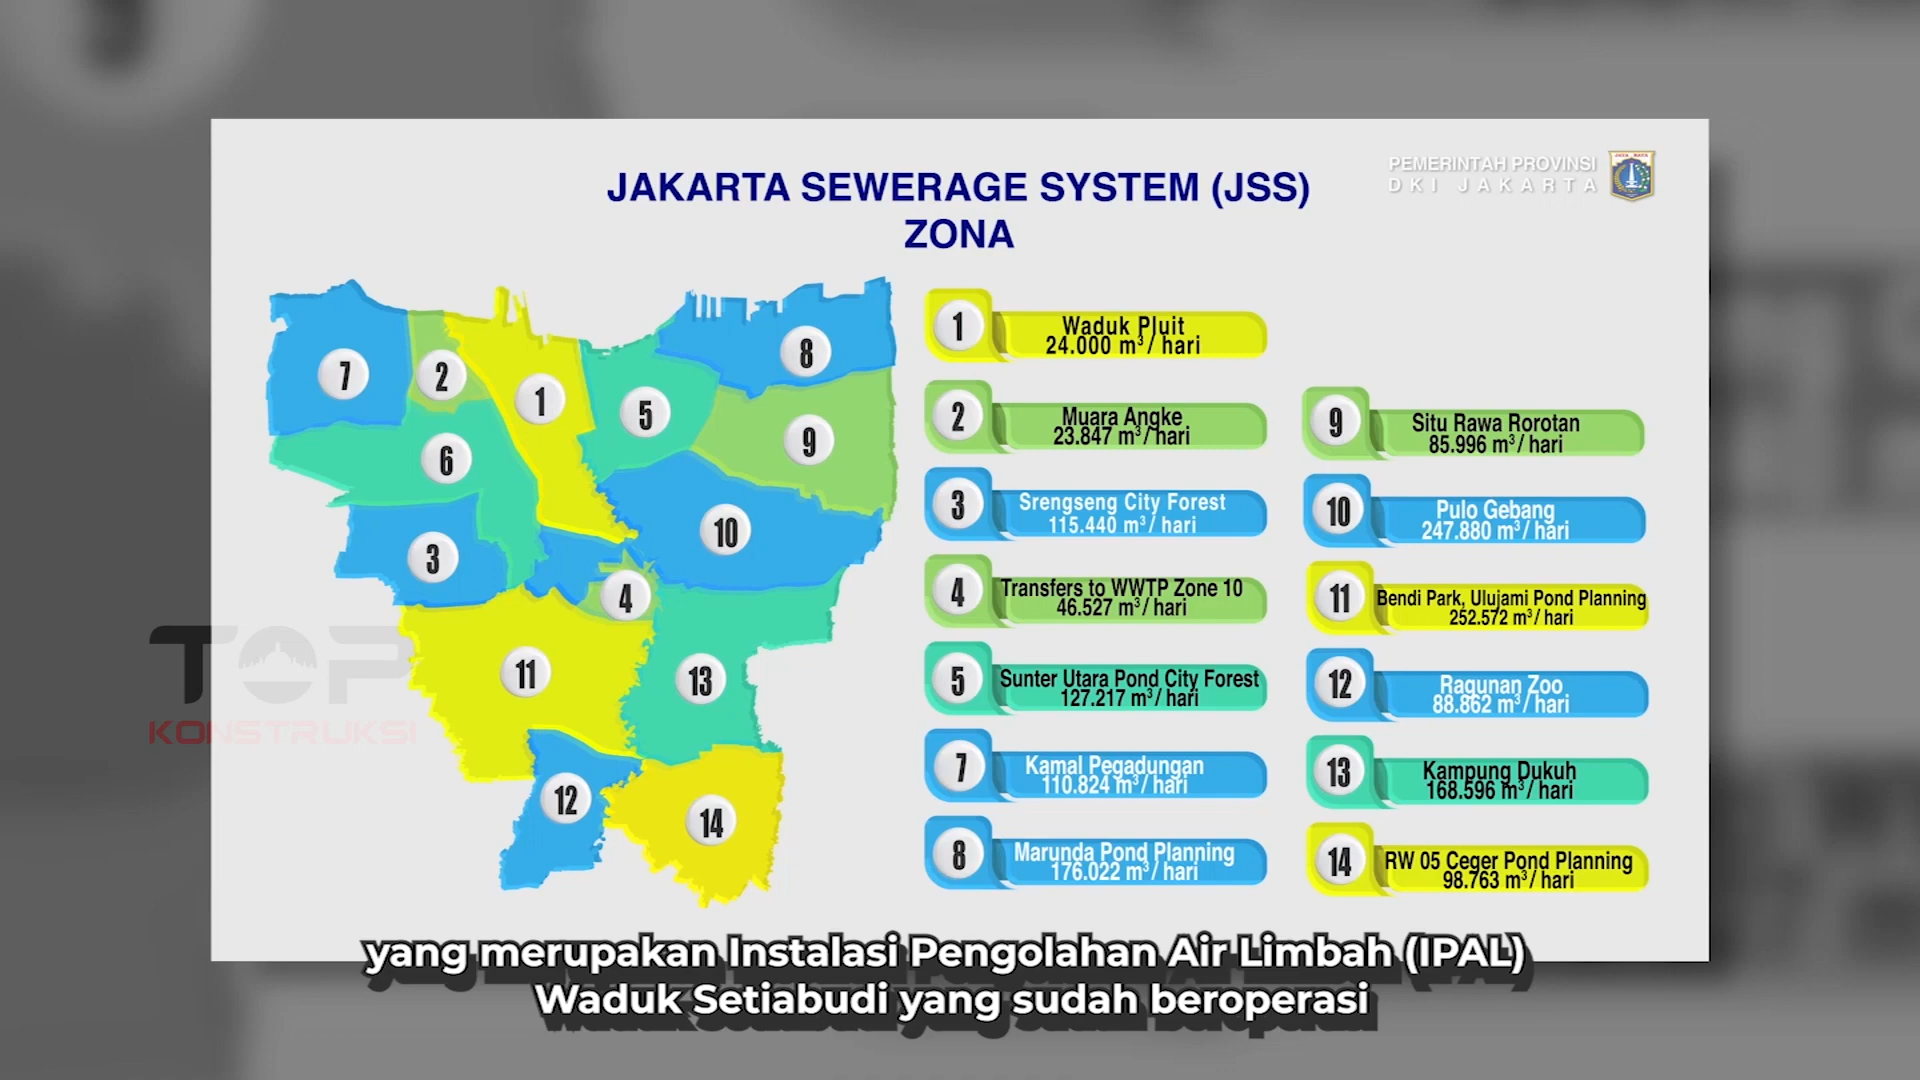 PEMERINTAH PROVINSI
DKI JAKARTA
JAYA RAYA
JAKARTA SEWERAGE SYSTEM (JSS)
ZONA
7
2
1
5
8
9
6
3
10
4
11
13
12
14
1
Waduk Pluit
24.000 m³/ hari
2
Muara Angke
23.847 m³/ hari
3
Srengseng City Forest
115.440 m³/ hari
4
Transfers to WWTP Zone 10
46.527 m³/ hari
5
Sunter Utara Pond City Forest
127.217 m³/ hari
7
Kamal Pegadungan
110.824 m³/ hari
8
Marunda Pond Planning
176.022 m³/ hari
9
Situ Rawa Rorotan
85.996 m³/ hari
10
Pulo Gebang
247.880 m³/ hari
11
Bendi Park, Ulujami Pond Planning
252.572 m³/ hari
12
Ragunan Zoo
88.862 m³/ hari
13
Kampung Dukuh
168.596 m³/ hari
14
RW 05 Ceger Pond Planning
98.763 m³/ hari
TOP
KONSTRUKSI
yang merupakan Instalasi Pengolahan Air Limbah (IPAL)
Waduk Setiabudi yang sudah beroperasi